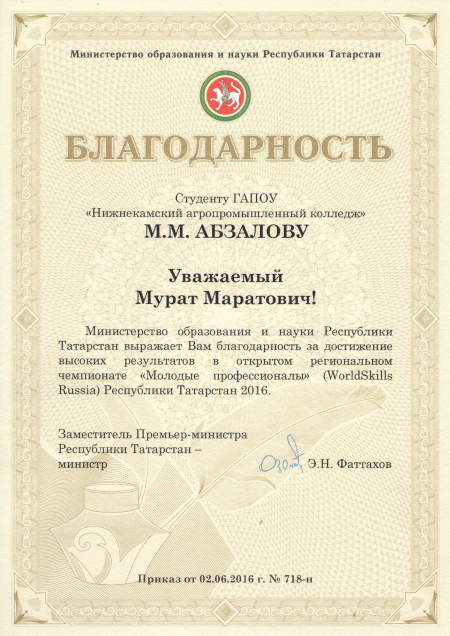 Министерство образования и науки Республики Татарстан
БЛАГОДАРНОСТЬ
Студенту ГАПОУ
«Нижнекамский агропромышленный колледж»
М.М. АБЗАЛОВУ
Уважаемый
Мурат Маратович!
Министерство образования и науки Республики
Татарстан выражает Вам благодарность за достижение
высоких результатов в открытом региональном
чемпионате «Молодые профессионалы» (WorldSkills
Russia) Республики Татарстан 2016.
Заместитель Премьер-министра
Республики Татарстан –
министр
Э.Н. Фаттахов
Приказ от 02.06.2016 г. № 718-н